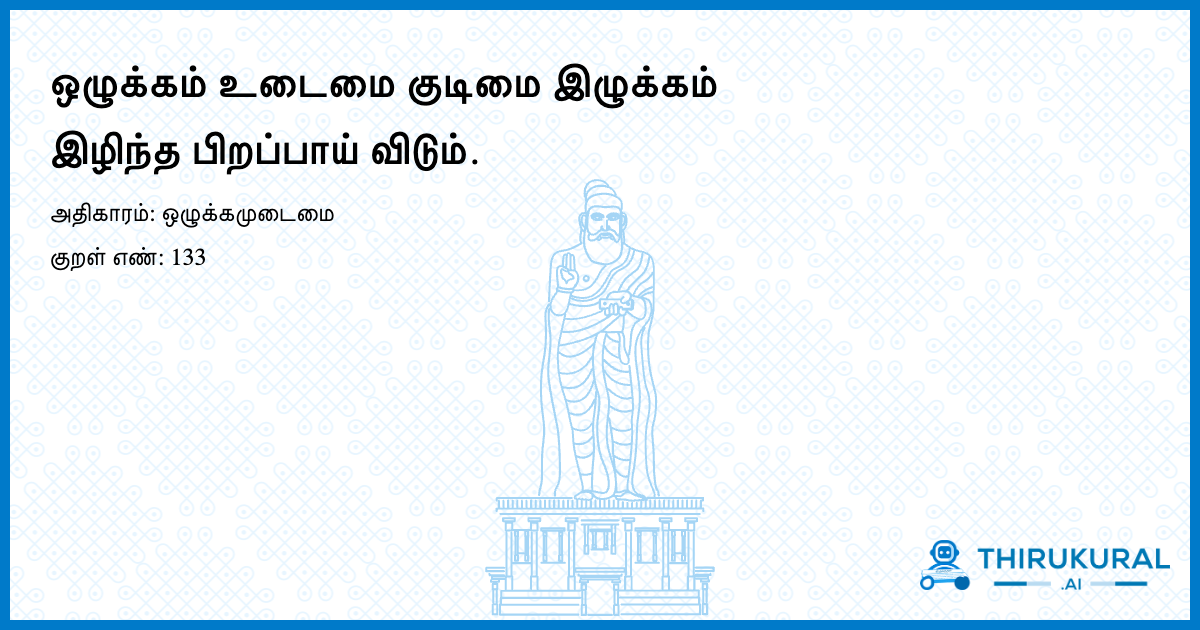 ஒழுக்கம் உடைமை குடிமை இழுக்கம்
இழிந்த பிறப்பாய் விடும்.
அதிகாரம்: ஒழுக்கமுடைமை
குறள் எண்: 133
THIRUKURAL
.AI